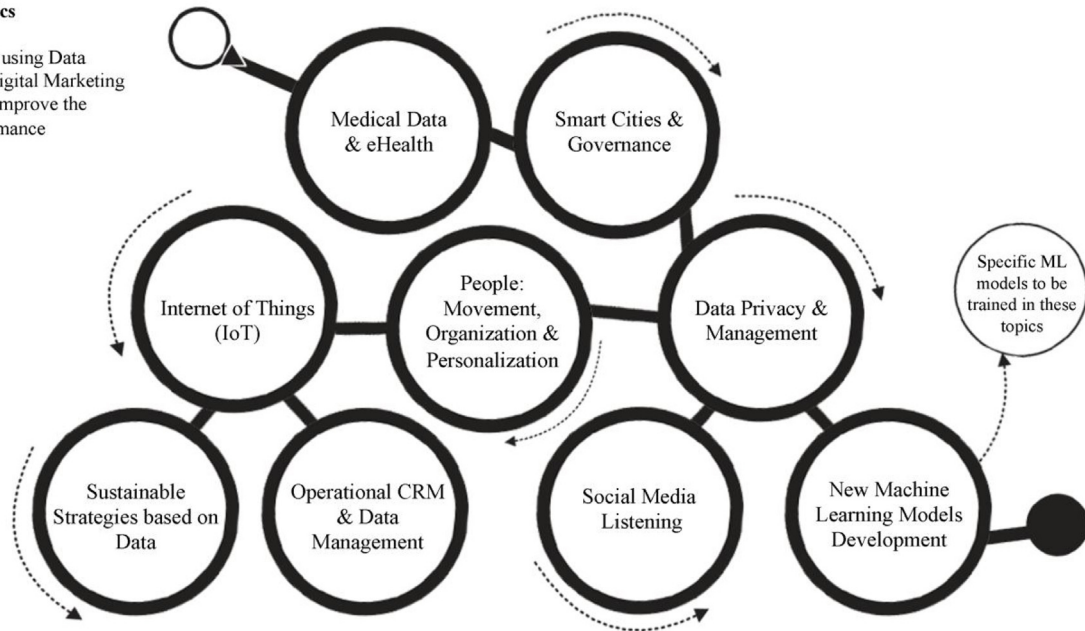 using Data
igital Marketing
mprove the
Medical Data
& eHealth
Smart Cities &
Governance
Internet of Things
(IoT)
People:
Movement,
Organization &
Personalization
Data Privacy &
Management
Specific ML
models to be
trained in these
topics
Sustainable
Strategies based on
Data
Operational CRM
& Data
Management
Social Media
Listening
New Machine
Learning Models
Development